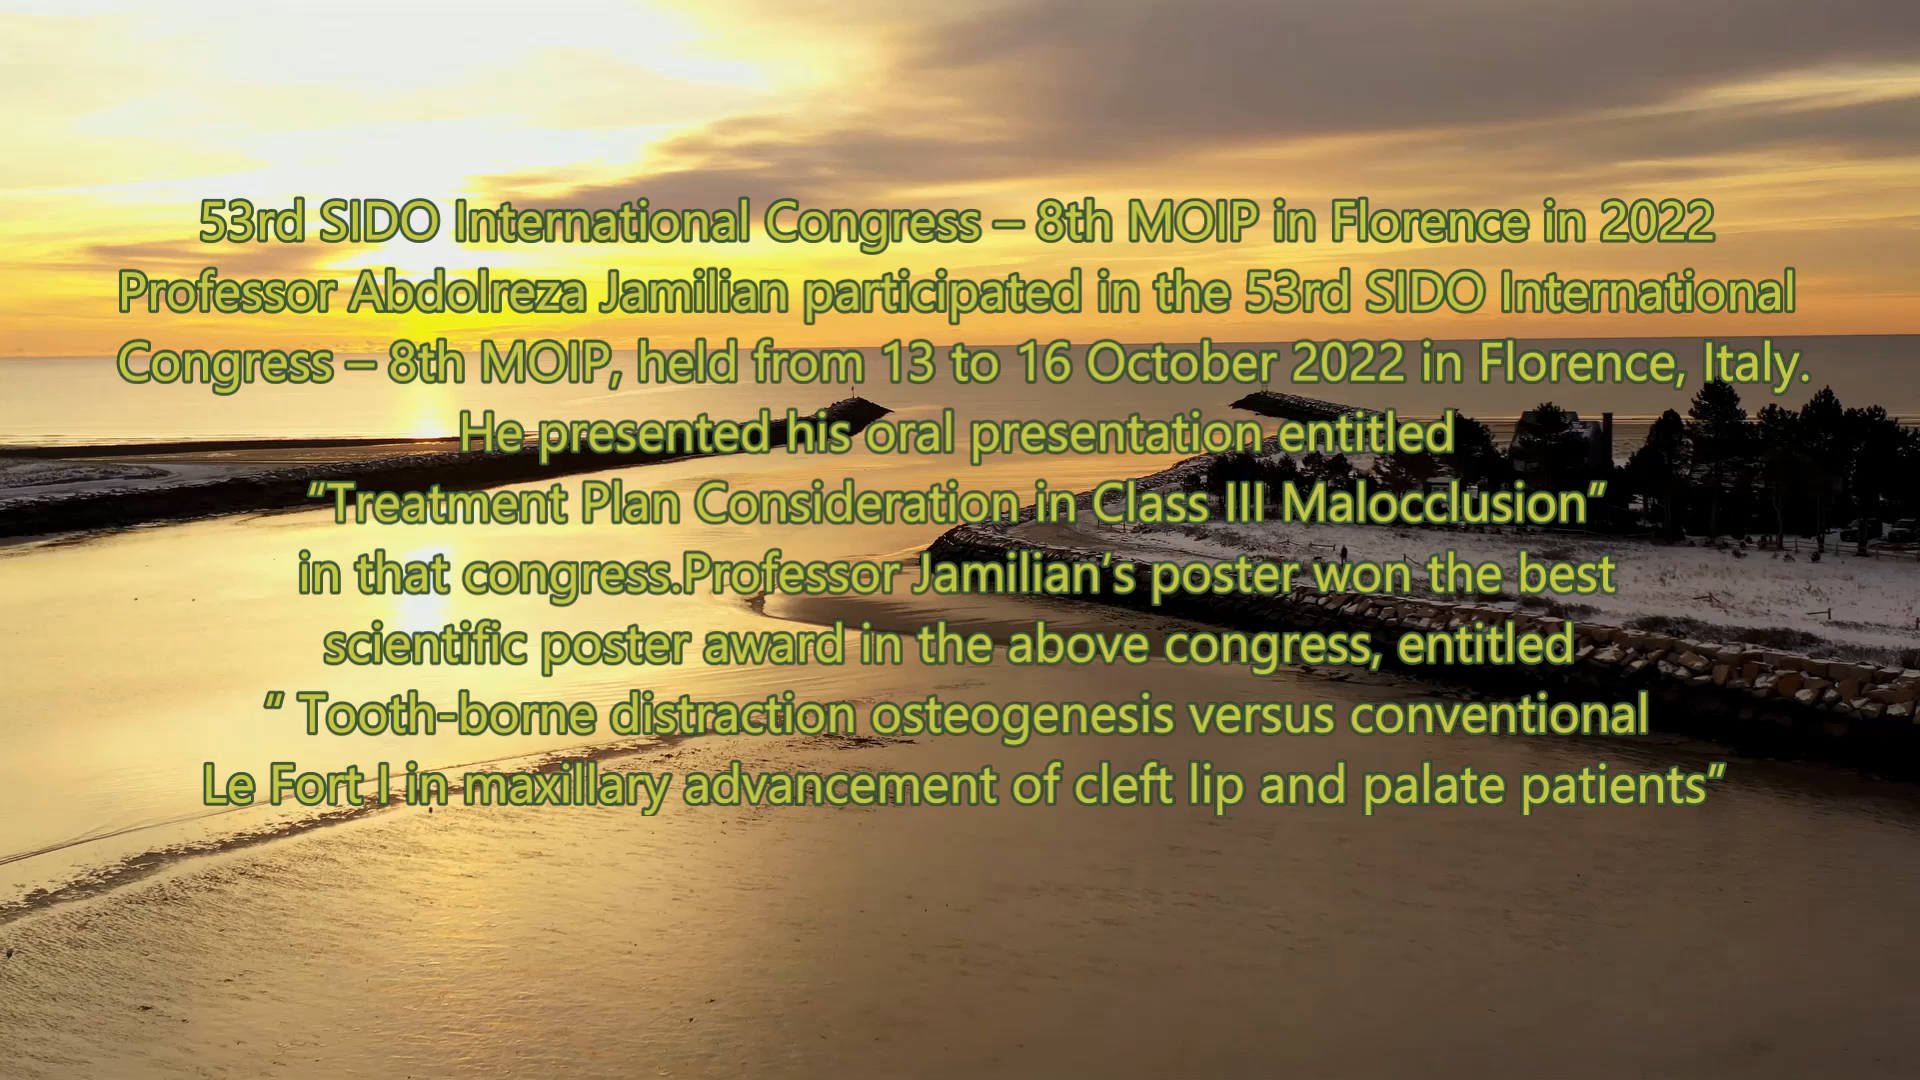 53rd SIDO International Congress – 8th MOIP in Florence in 2022
Professor Abdolreza Jamilian participated in the 53rd SIDO International
Congress – 8th MOIP, held from 13 to 16 October 2022 in Florence, Italy.
He presented his oral presentation entitled
“Treatment Plan Consideration in Class III Malocclusion”
in that congress.Professor Jamilian’s poster won the best
scientific poster award in the above congress, entitled
“ Tooth-borne distraction osteogenesis versus conventional
Le Fort I in maxillary advancement of cleft lip and palate patients”